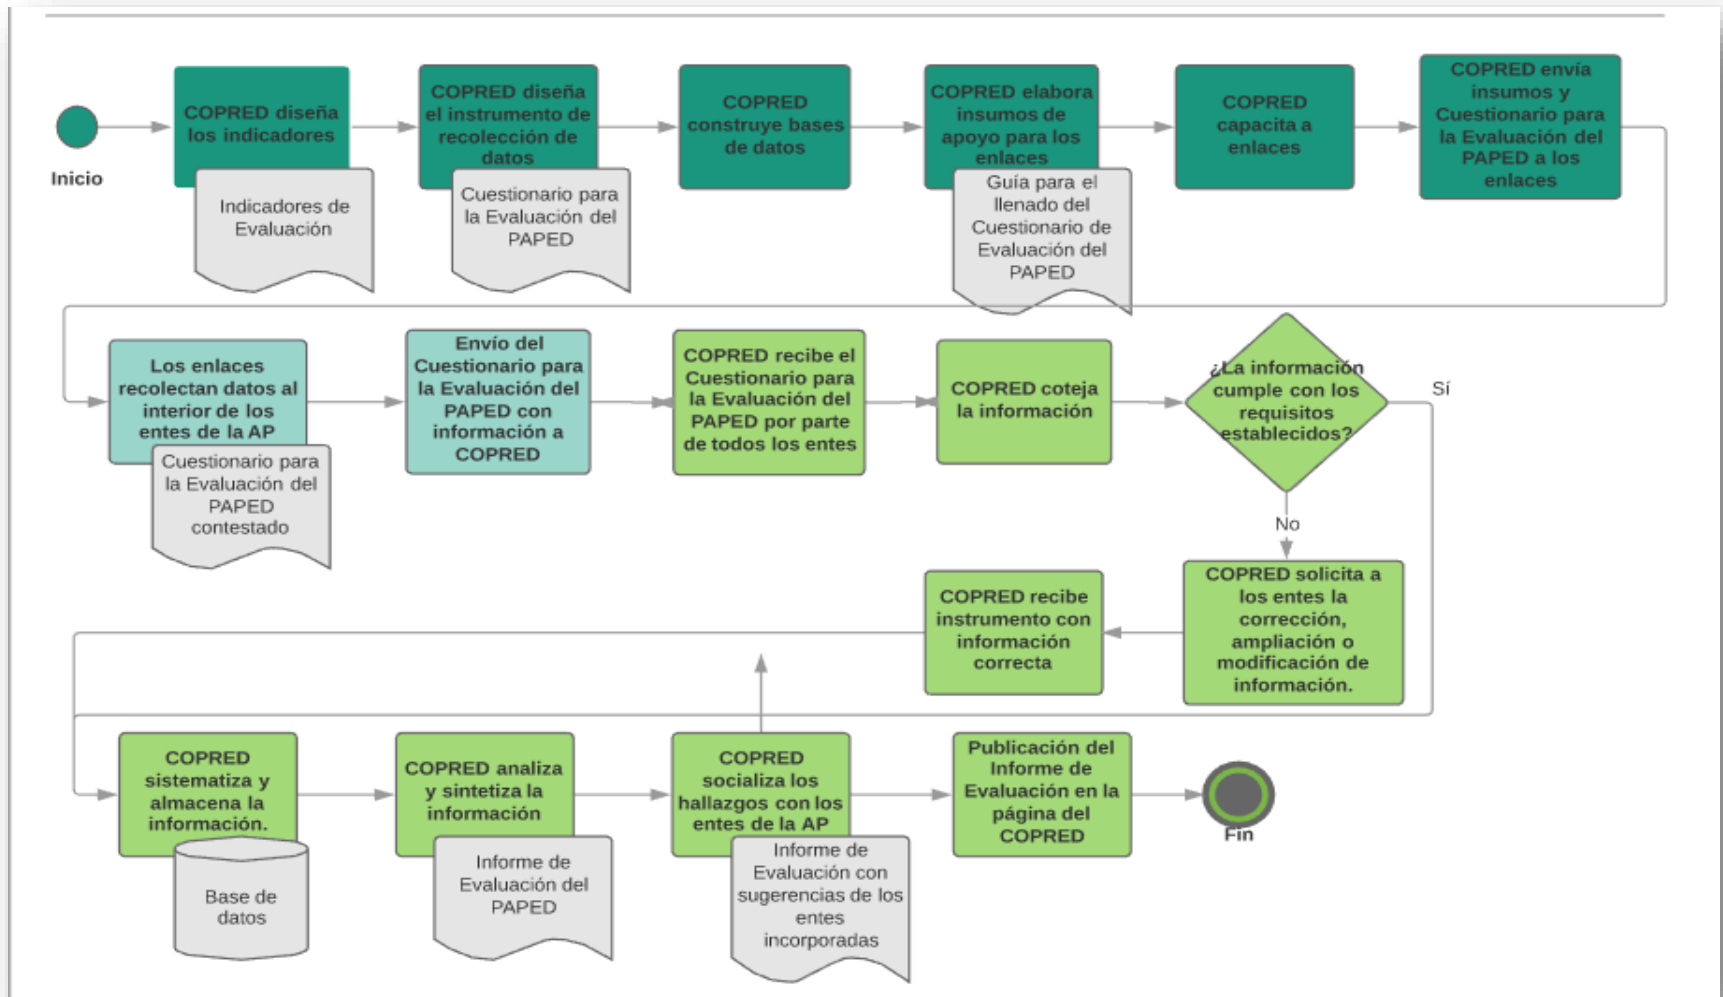 COPRED diseña
los indicadores
COPRED diseña
el instrumento de
recolección de
datos
COPRED
construye bases
de datos
COPRED elabora
insumos de
apoyo para los
enlaces
COPRED
capacita a
enlaces
COPRED envía
insumos y
Cuestionario para
la Evaluación del
PAPED a los
enlaces
Inicio
Indicadores de
Evaluación
Cuestionario para
la Evaluación del
PAPED
Guía para el
llenado del
Cuestionario de
Evaluación del
PAPED
Los enlaces
recolectan datos al
interior de los
entes de la AP
Cuestionario para
la Evaluación del
PAPED
contestado
Envío del
Cuestionario para
la Evaluación del
PAPED con
información a
COPRED
COPRED recibe el
Cuestionario para
la Evaluación del
PAPED por parte
de todos los entes
COPRED coteja
la información
¿La información
cumple con los
requisitos
establecidos?
Sí
No
COPRED solicita a
los entes la
corrección,
ampliación o
modificación de
información.
COPRED recibe
instrumento con
información
correcta
COPRED
sistematiza y
almacena la
información.
Base de
datos
COPRED analiza
y sintetiza la
información
Informe de
Evaluación del
PAPED
COPRED
socializa los
hallazgos con los
entes de la AP
Informe de
Evaluación con
sugerencias de los
entes
incorporadas
Publicación del
Informe de
Evaluación en la
página del
COPRED
Fin